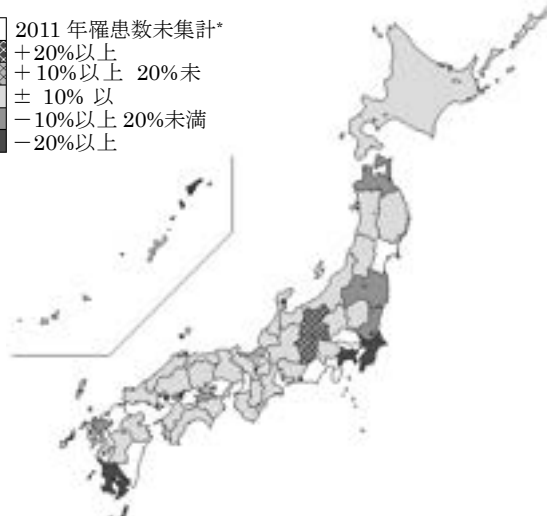 2011 年罹患数未集計*
＋20%以上
＋10%以上 20%未
± 10% 以
－10%以上 20%未満
－20%以上